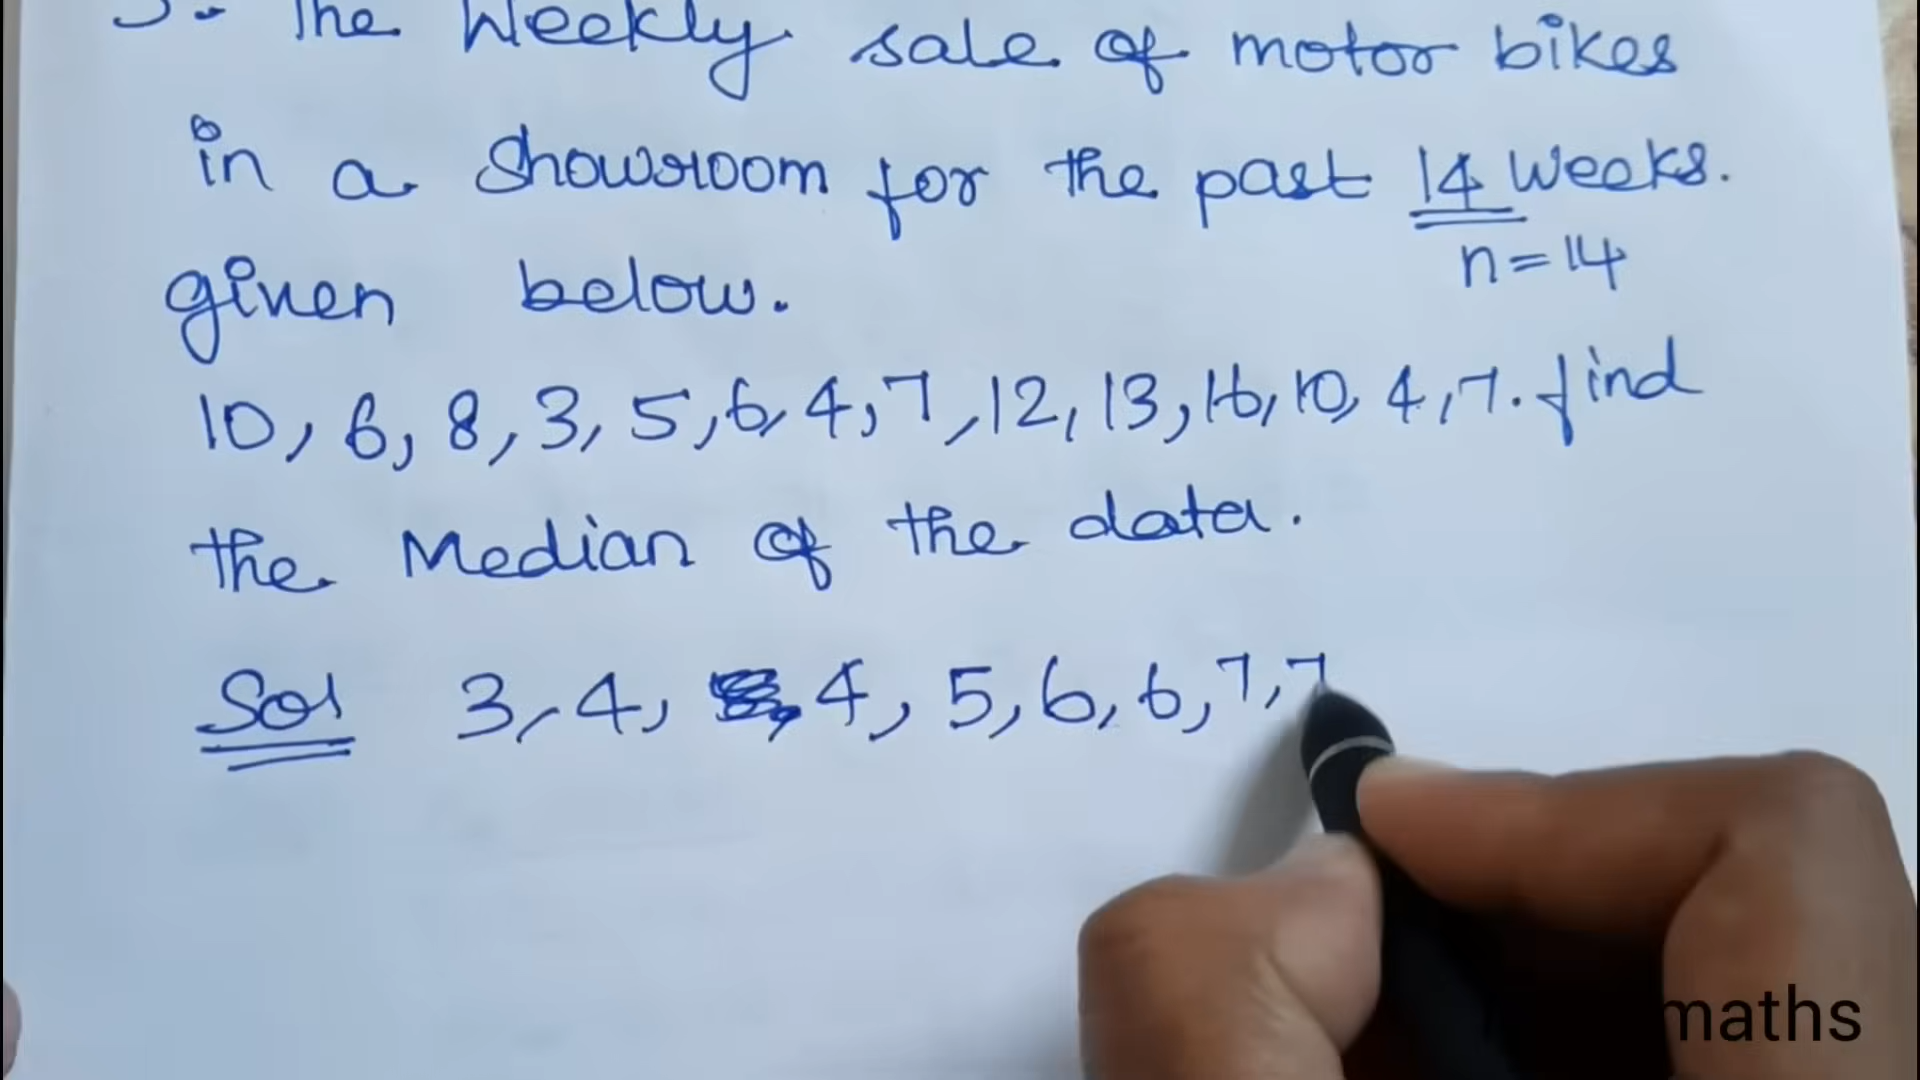 The Weekly sale of motor bikes
in a showroom for the past 14 weeks.
n=14
given below.
10, 6, 8, 3, 5, 6, 4, 7, 12, 13, 16, 10, 4, 7. find
the Median of the data.
Sol 3, 4, 4, 5, 6, 6, 7, 7
maths